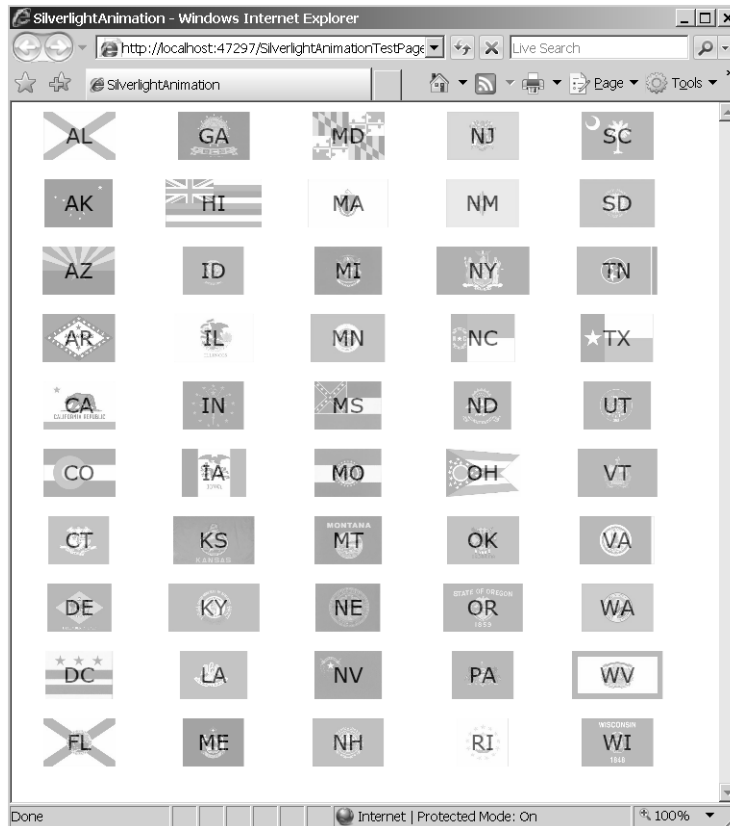 SilverlightAnimation - Windows Internet Explorer
http://localhost:47297/SilverlightAnimationTestPage
Live Search
SilverlightAnimation
Page
Tools
AL GA MD NJ SC
AK HI MA NM SD
AZ ID MI NY TN
AR IL MN NC TX
CA IN MS ND UT
CALIFORNIA REPUBLIC
CO IA MO OH VT
MONTANA
CT KS MT OK VA
KANSAS
STATE OF OREGON
DE KY NE OR WA
1859
DC LA NV PA WV
WISCONSIN
FL ME NH RI WI
1848
Done
Internet | Protected Mode: On
100%